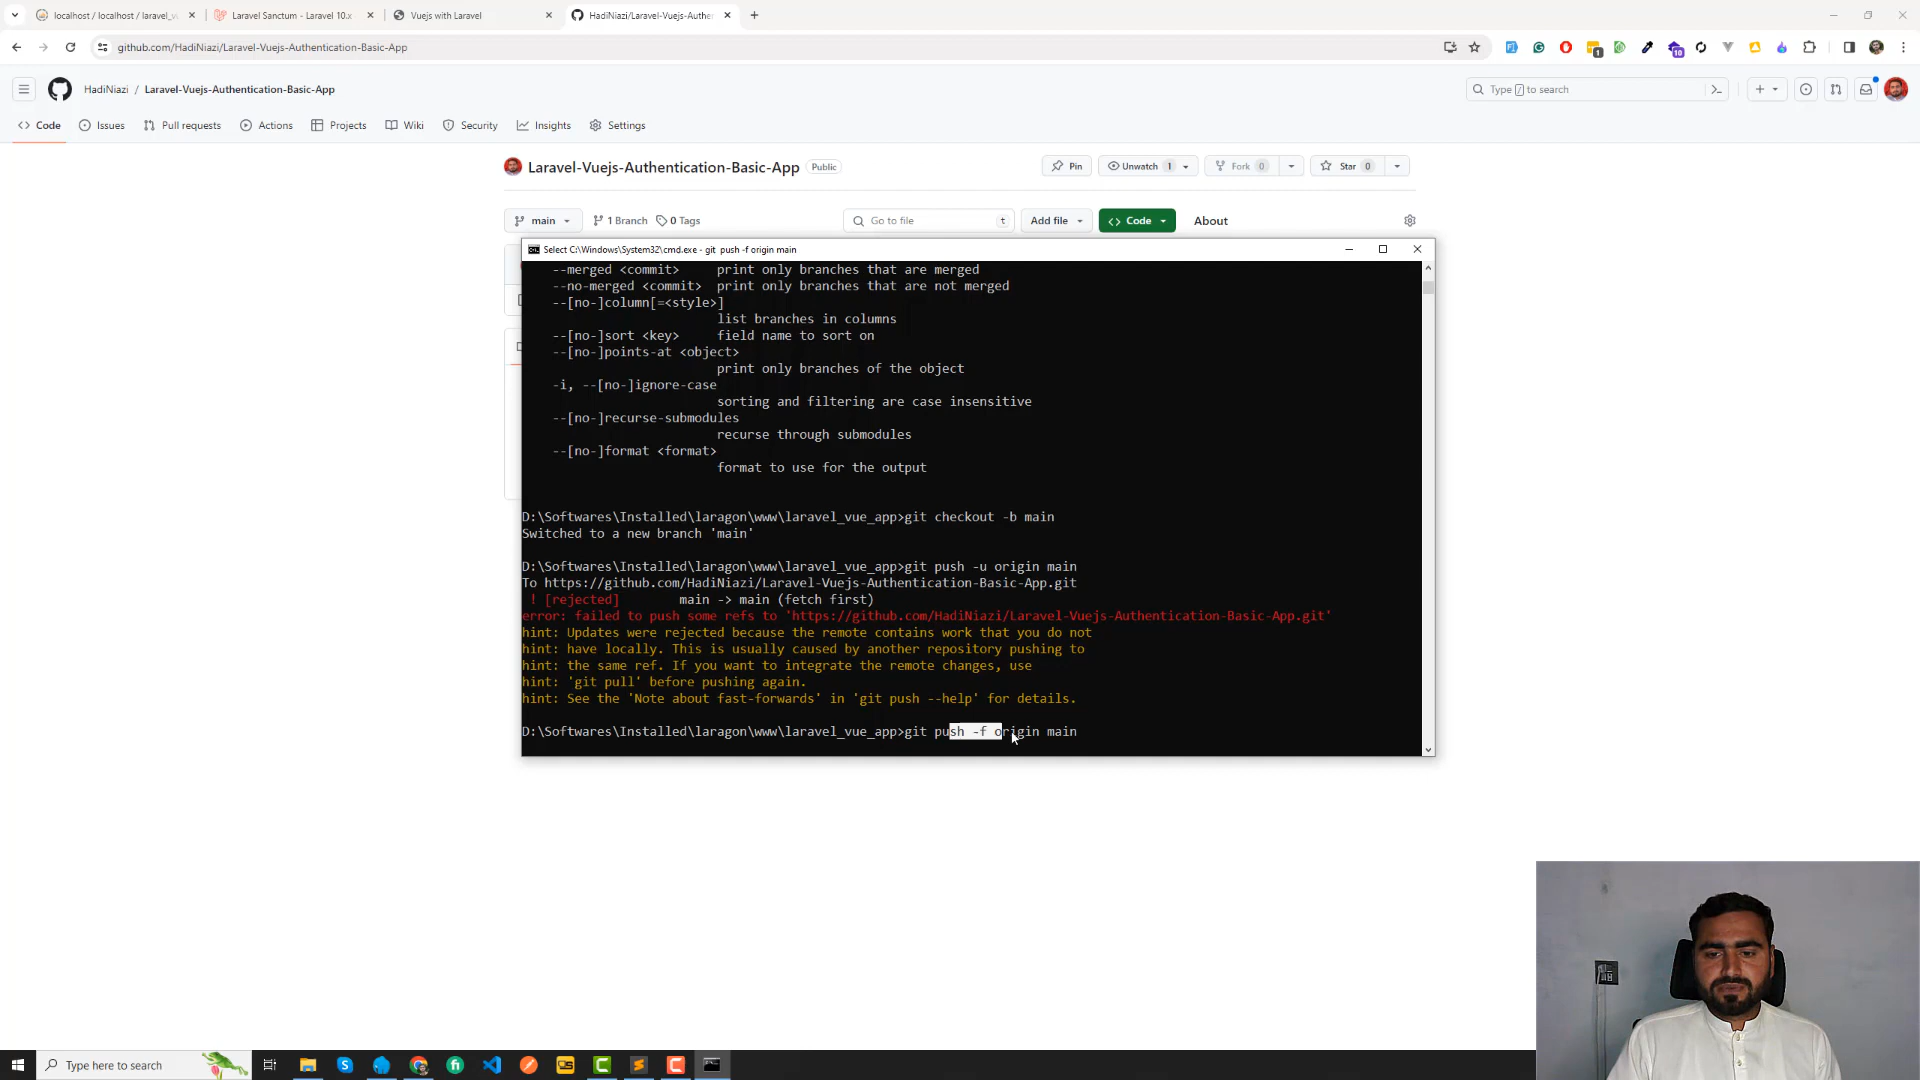 localhost / localhost / laravel_v
Laravel Sanctum - Laravel 10.x
Vuejs with Laravel
HadiNiazi/Laravel-Vuejs-Authe
github.com/HadiNiazi/Laravel-Vuejs-Authentication-Basic-App
1
10
HadiNiazi / Laravel-Vuejs-Authentication-Basic-App
Type / to search
Code
Issues
Pull requests
Actions
Projects
Wiki
Security
Insights
Settings
Laravel-Vuejs-Authentication-Basic-App
Public
Pin
Unwatch 1
Fork 0
Star 0
main
1 Branch
0 Tags
Go to file
t
Add file
Code
About
Select C:\Windows\System32\cmd.exe - git push -f origin main
--merged <commit> print only branches that are merged
--no-merged <commit> print only branches that are not merged
--[no-]column[=<style>]
list branches in columns
--[no-]sort <key> field name to sort on
--[no-]points-at <object>
print only branches of the object
-i, --[no-]ignore-case
sorting and filtering are case insensitive
--[no-]recurse-submodules
recurse through submodules
--[no-]format <format>
format to use for the output
D:\Softwares\Installed\laragon\www\laravel_vue_app>git checkout -b main
Switched to a new branch 'main'
D:\Softwares\Installed\laragon\www\laravel_vue_app>git push -u origin main
To https://github.com/HadiNiazi/Laravel-Vuejs-Authentication-Basic-App.git
! [rejected] main -> main (fetch first)
error: failed to push some refs to 'https://github.com/HadiNiazi/Laravel-Vuejs-Authentication-Basic-App.git'
hint: Updates were rejected because the remote contains work that you do not
hint: have locally. This is usually caused by another repository pushing to
hint: the same ref. If you want to integrate the remote changes, use
hint: 'git pull' before pushing again.
hint: See the 'Note about fast-forwards' in 'git push --help' for details.
D:\Softwares\Installed\laragon\www\laravel_vue_app>git push -f origin main
Type here to search